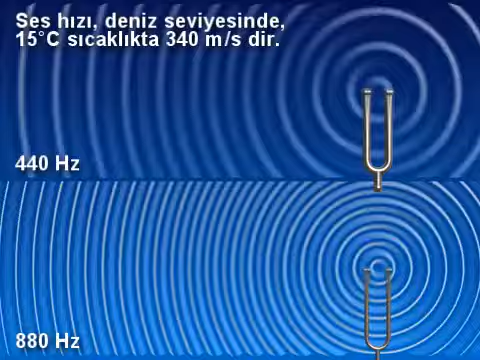 Ses hızı, deniz seviyesinde,
15°C sıcaklıkta 340 m/s dir.
440 Hz
880 Hz